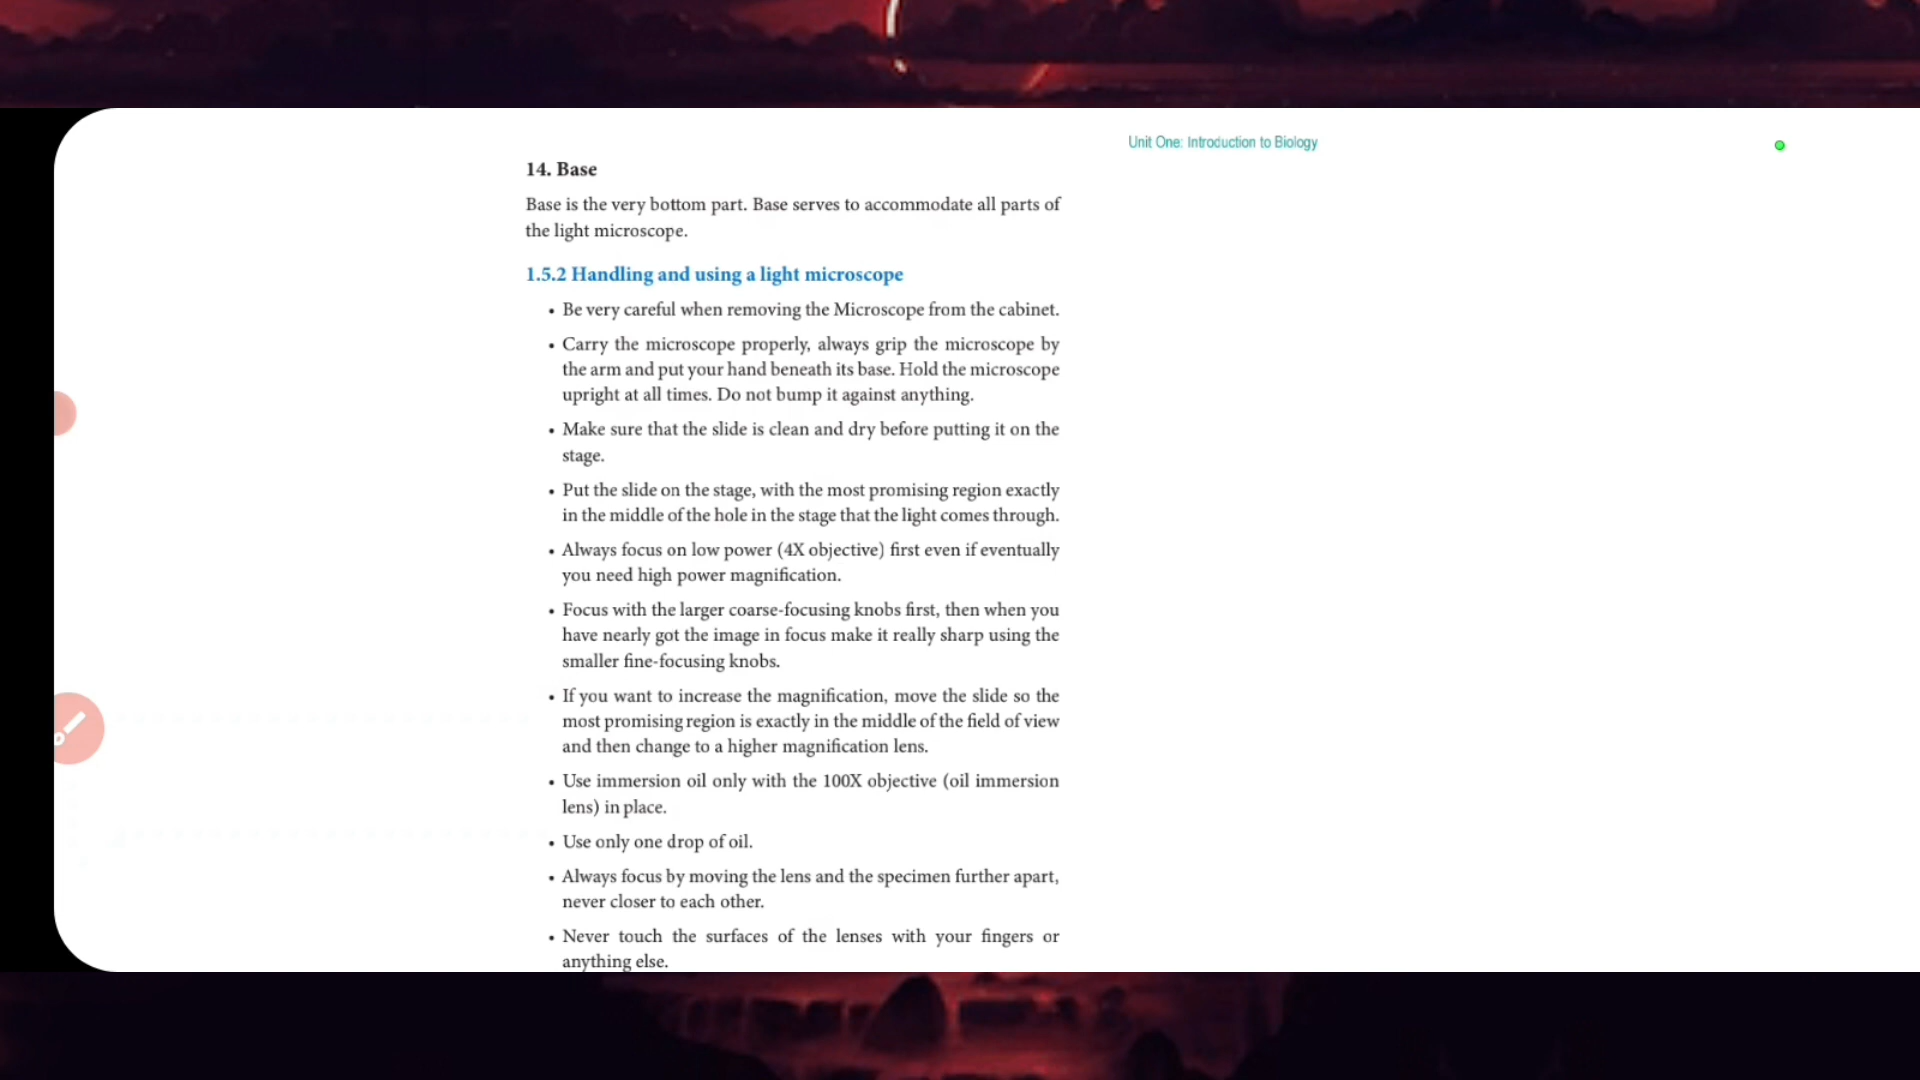 Unit One: Introduction to Biology
14. Base
Base is the very bottom part. Base serves to accommodate all parts of
the light microscope.
1.5.2 Handling and using a light microscope
• Be very careful when removing the Microscope from the cabinet.
• Carry the microscope properly, always grip the microscope by
the arm and put your hand beneath its base. Hold the microscope
upright at all times. Do not bump it against anything.
• Make sure that the slide is clean and dry before putting it on the
stage.
• Put the slide on the stage, with the most promising region exactly
in the middle of the hole in the stage that the light comes through.
• Always focus on low power (4X objective) first even if eventually
you need high power magnification.
• Focus with the larger coarse-focusing knobs first, then when you
have nearly got the image in focus make it really sharp using the
smaller fine-focusing knobs.
• If you want to increase the magnification, move the slide so the
most promising region is exactly in the middle of the field of view
and then change to a higher magnification lens.
• Use immersion oil only with the 100X objective (oil immersion
lens) in place.
• Use only one drop of oil.
• Always focus by moving the lens and the specimen further apart,
never closer to each other.
• Never touch the surfaces of the lenses with your fingers or
anything else.